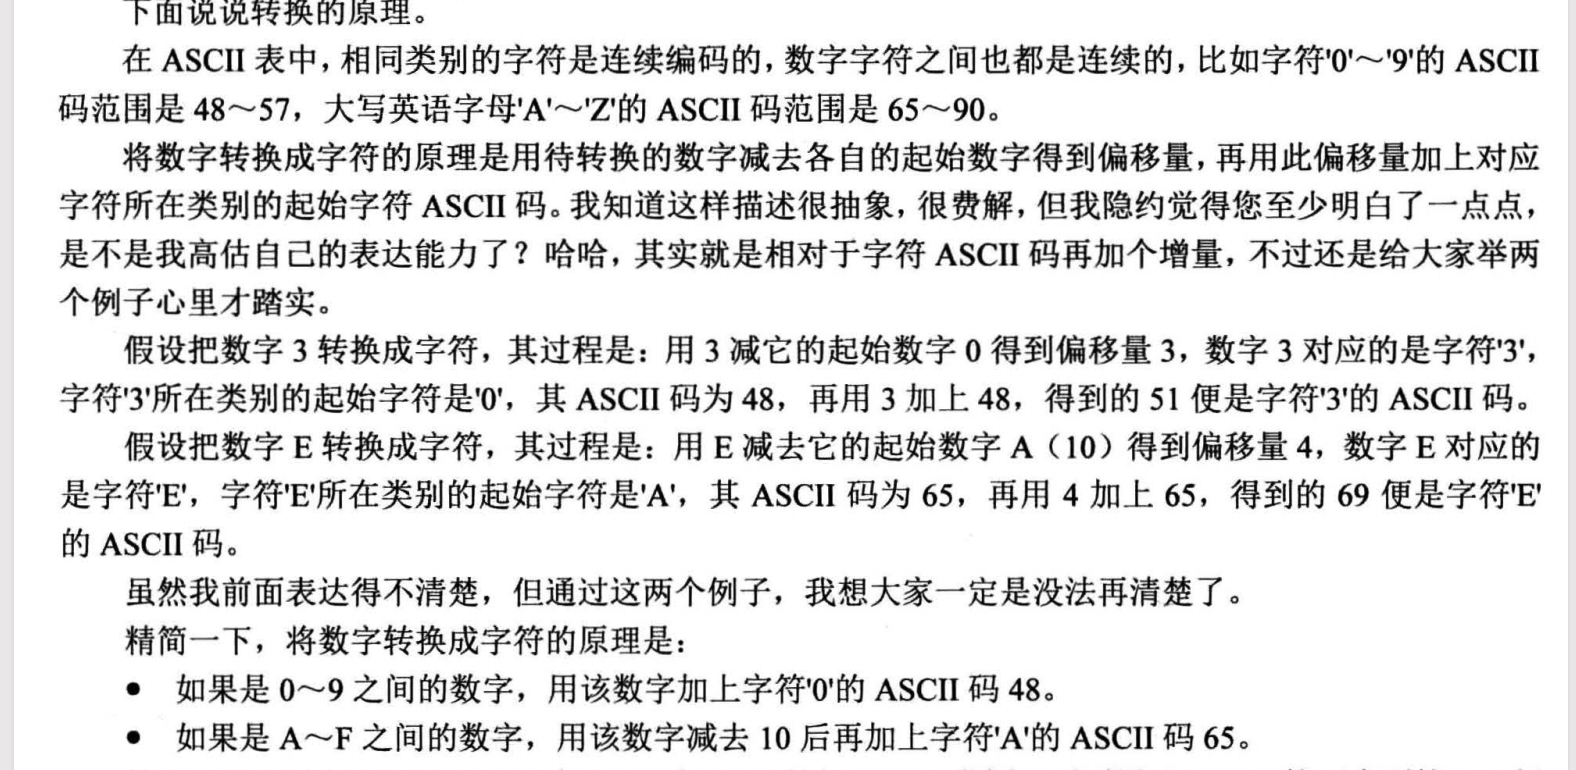 下面说说转换的原理。
在 ASCII 表中，相同类别的字符是连续编码的，数字字符之间也都是连续的，比如字符'0'～'9'的 ASCII
码范围是 48～57，大写英语字母'A'～'Z'的 ASCII 码范围是 65～90。
将数字转换成字符的原理是用待转换的数字减去各自的起始数字得到偏移量，再用此偏移量加上对应
字符所在类别的起始字符 ASCII 码。我知道这样描述很抽象，很费解，但我隐约觉得您至少明白了一点点，
是不是我高估自己的表达能力了？哈哈，其实就是相对于字符 ASCII 码再加个增量，不过还是给大家举两
个例子心里才踏实。
假设把数字 3 转换成字符，其过程是：用 3 减它的起始数字 0 得到偏移量 3，数字 3 对应的是字符'3'，
字符'3'所在类别的起始字符是'0'，其 ASCII 码为 48，再用 3 加上 48，得到的 51 便是字符'3'的 ASCII 码。
假设把数字 E 转换成字符，其过程是：用 E 减去它的起始数字 A（10）得到偏移量 4，数字 E 对应的
是字符'E'，字符'E'所在类别的起始字符是'A'，其 ASCII 码为 65，再用 4 加上 65，得到的 69 便是字符'E'
的 ASCII 码。
虽然我前面表达得不清楚，但通过这两个例子，我想大家一定是没法再清楚了。
精简一下，将数字转换成字符的原理是：
● 如果是 0～9 之间的数字，用该数字加上字符'0'的 ASCII 码 48。
● 如果是 A～F 之间的数字，用该数字减去 10 后再加上字符'A'的 ASCII 码 65。